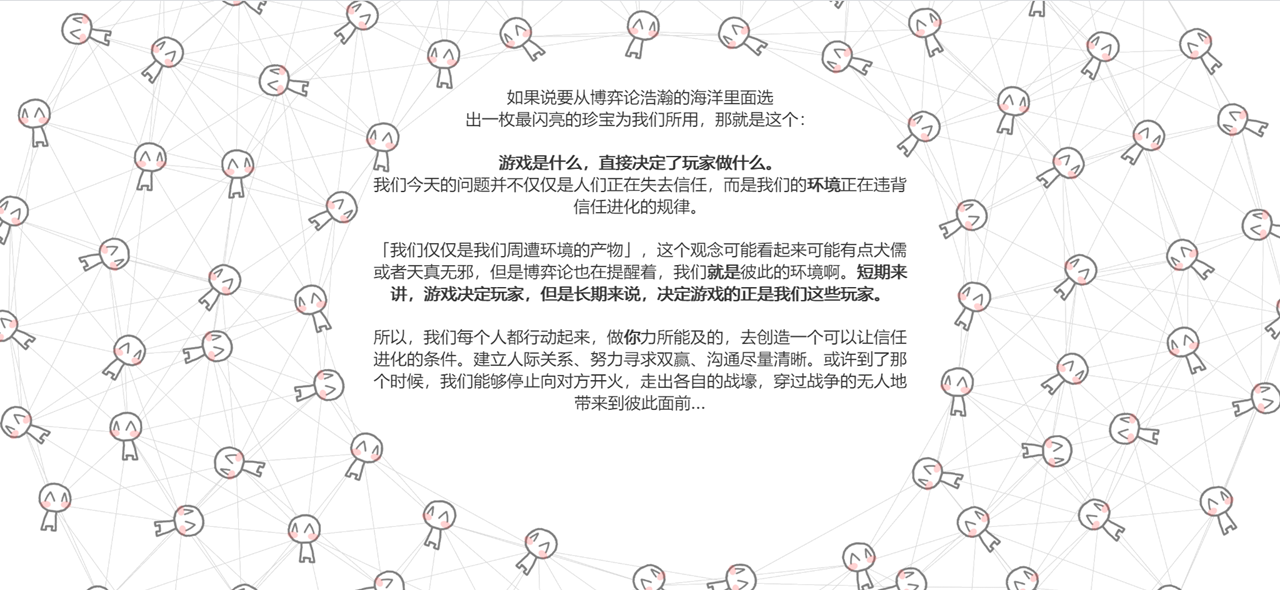 如果说要从博弈论浩瀚的海洋里面选
出一枚最闪亮的珍宝为我们所用，那就是这个：
游戏是什么，直接决定了玩家做什么。
我们今天的问题并不仅仅是人们正在失去信任，而是我们的环境正在违背
信任进化的规律。
「我们仅仅是我们周遭环境的产物」，这个观念可能看起来可能有点犬儒
或者天真无邪，但是博弈论也在提醒着，我们就是彼此的环境啊。短期来
讲，游戏决定玩家，但是长期来说，决定游戏的正是我们这些玩家。
所以，我们每个人都行动起来，做你力所能及的，去创造一个可以让信任
进化的条件。建立人际关系、努力寻求双赢、沟通尽量清晰。或许到了那
个时候，我们能够停止向对方开火，走出各自的战壕，穿过战争的无人地
带来到彼此面前...